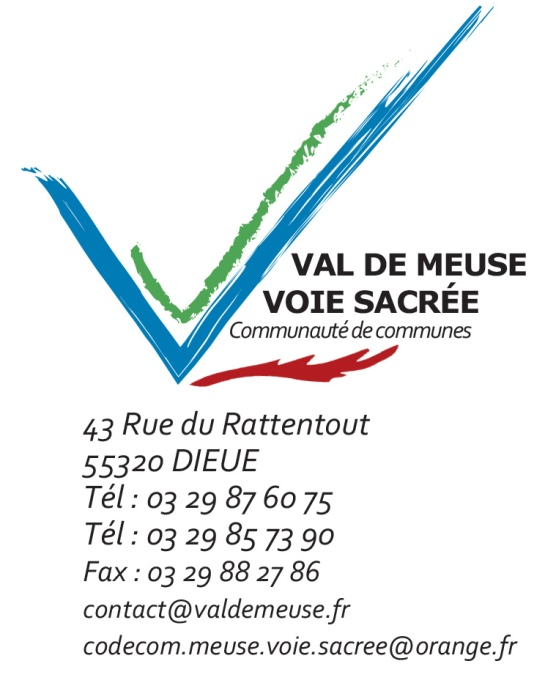 VAL DE MEUSE
VOIE SACRÉE
Communauté de communes
43 Rue du Rattentout
55320 DIEUE
Tél : 03 29 87 60 75
Tél : 03 29 85 73 90
Fax : 03 29 88 27 86
contact@valdemeuse.fr
codecom.meuse.voie.sacree@orange.fr